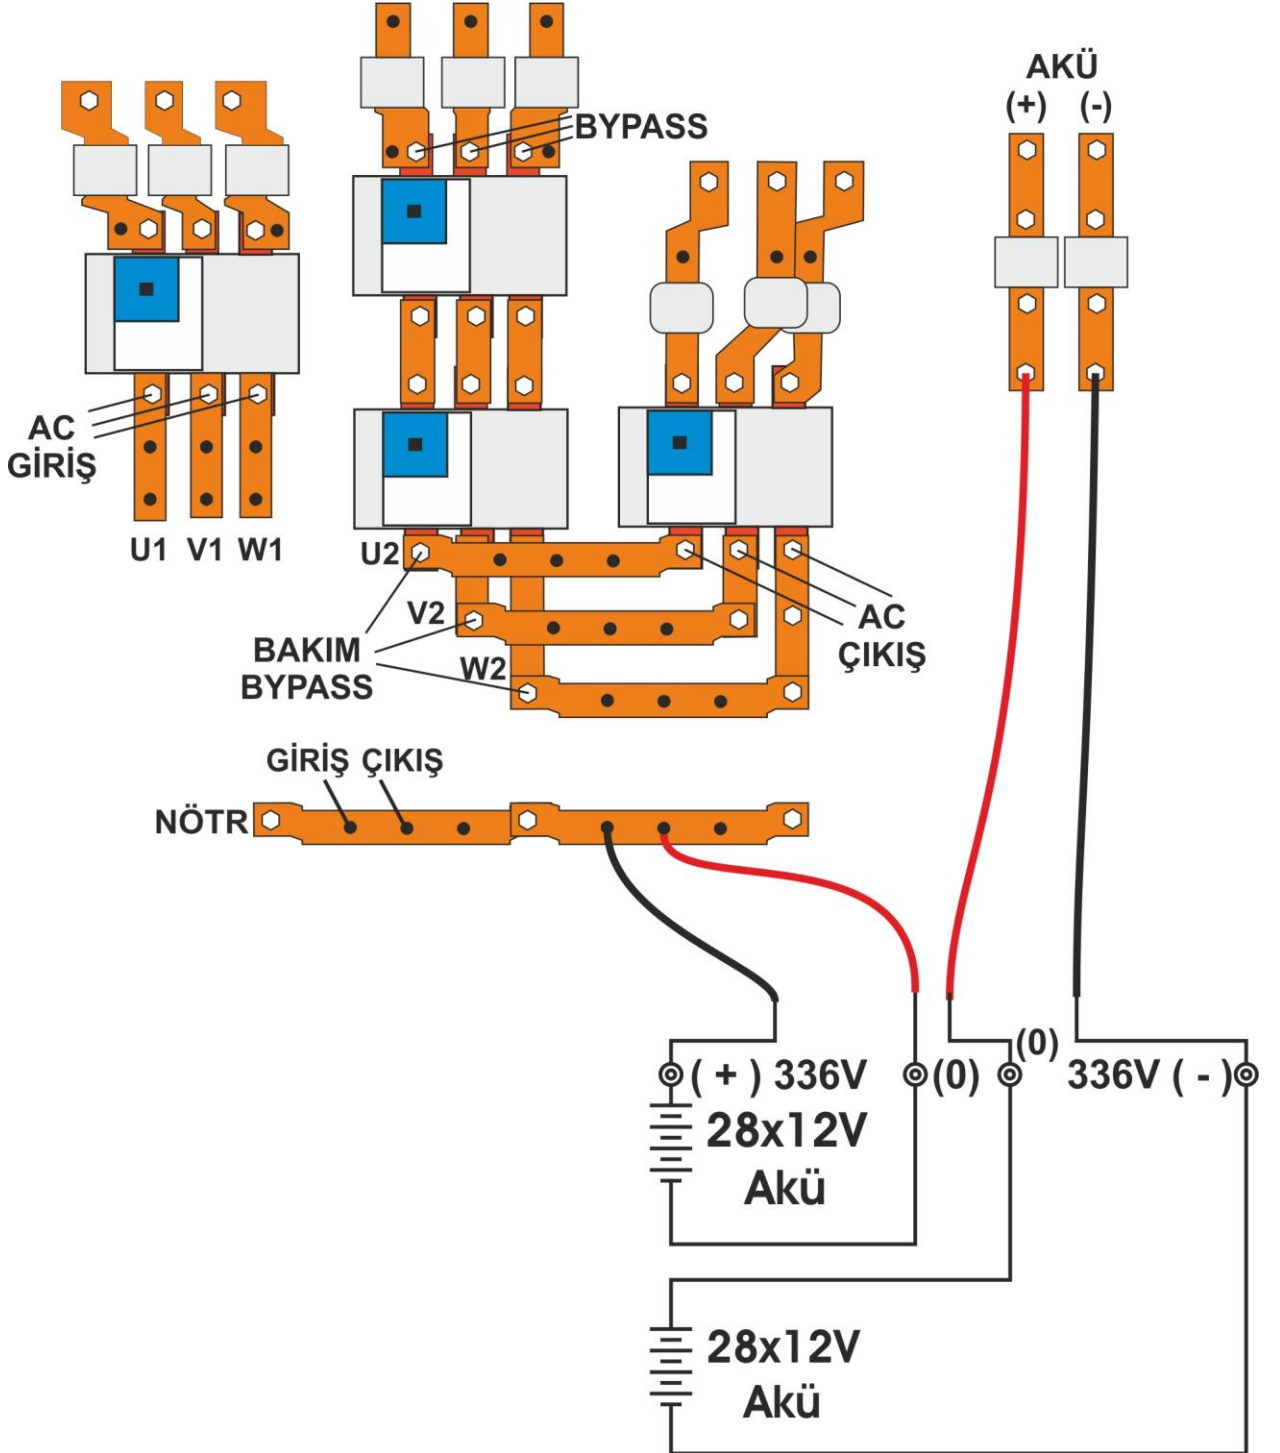 AKÜ
(+) (-)
BYPASS
AC
GİRİŞ
U1 V1 W1
U2
V2
W2
BAKIM
BYPASS
AC
ÇIKIŞ
GİRİŞ ÇIKIŞ
NÖTR
(0)
( + ) 336V (0) 336V ( - )
28x12V
Akü
28x12V
Akü